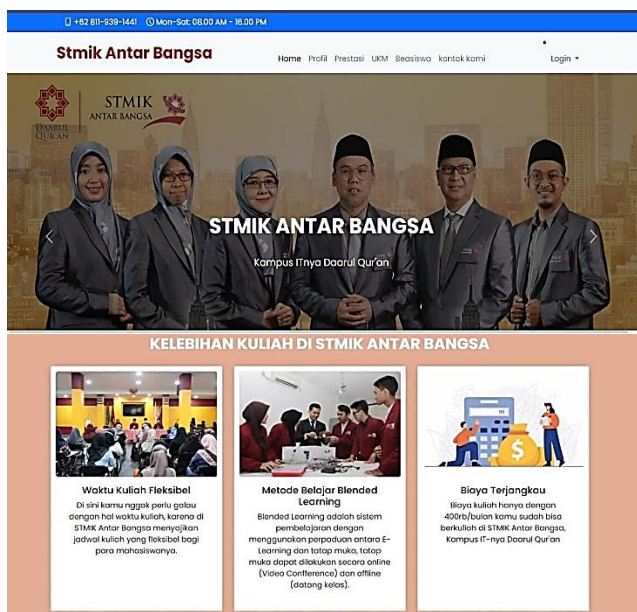 +62 811-939-1441 Mon-Sat: 08.00 AM - 16.00 PM
Stmik Antar Bangsa
Home Profil Prestasi UKM Beasiswa kontak kami Login
DAARUL QUR'AN
STMIK
ANTAR BANGSA
STMIK ANTAR BANGSA
Kampus ITnya Daarul Qur'an
KELEBIHAN KULIAH DI STMIK ANTAR BANGSA
Waktu Kuliah Fleksibel
Di sini kamu nggak perlu galau
dengan hal waktu kuliah, karena di
STMIK Antar Bangsa menyajikan
jadwal kuliah yang fleksibel bagi
para mahasiswanya.
Metode Belajar Blended
Learning
Blended Learning adalah sistem
pembelajaran dengan
menggunakan perpaduan antara E-
Learning dan tatap muka, tatap
muka dapat dilakukan secara online
(Video Contference) dan offline
(datang kelas).
Biaya Terjangkau
Biaya kuliah hanya dengan
400rb/bulan kamu sudah bisa
berkuliah di STMIK Antar Bangsa,
Kampus IT-nya Daarul Qur'an